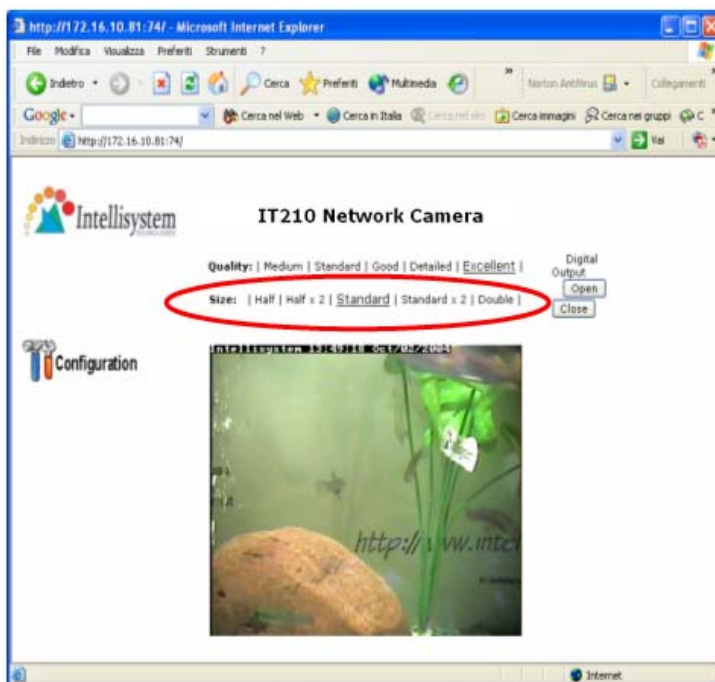 http://172.16.10.81:74/ - Microsoft Internet Explorer
File Modifica Visualizza Preferiti Strumenti ?
Indietro Cerca Preferiti Multimedia » Norton AntiVirus Collegamenti »
Google Cerca nel Web Cerca in Italia Cerca nel sito Cerca immagini Cerca nei gruppi C
Indirizzo http://172.16.10.81:74/ Vai
Intellisystem
IT210 Network Camera
Quality: | Medium | Standard | Good | Detailed | Excellent |
Digital
Output
Size: | Half | Half x 2 | Standard | Standard x 2 | Double |
Open
Close
Configuration
Intellisystem 13:49:18 Oct/02/2004
http://www.inte
Internet